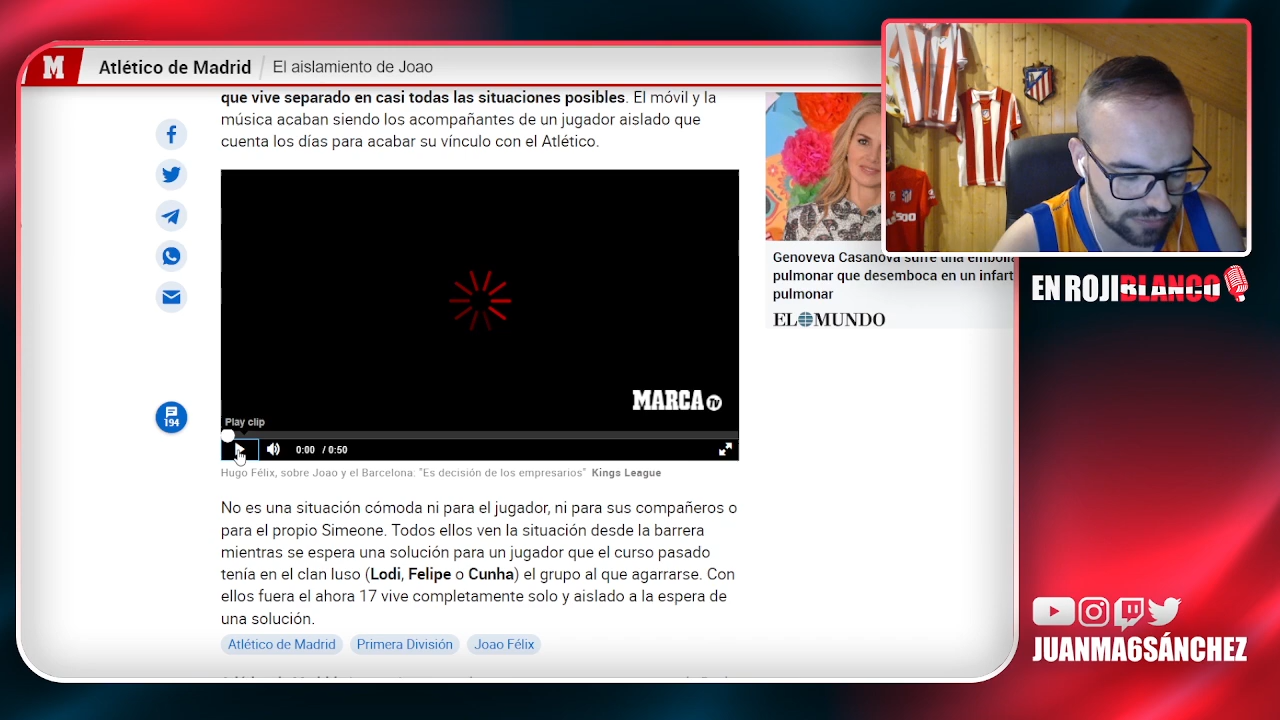 M
Atlético de Madrid
El aislamiento de Joao
que vive separado en casi todas las situaciones posibles. El móvil y la
música acaban siendo los acompañantes de un jugador aislado que
cuenta los días para acabar su vínculo con el Atlético.
MARCA TV
Play clip
0:00 / 0:50
Hugo Félix, sobre Joao y el Barcelona: "Es decisión de los empresarios" Kings League
194
No es una situación cómoda ni para el jugador, ni para sus compañeros o
para el propio Simeone. Todos ellos ven la situación desde la barrera
mientras se espera una solución para un jugador que el curso pasado
tenía en el clan luso (Lodi, Felipe o Cunha) el grupo al que agarrarse. Con
ellos fuera el ahora 17 vive completamente solo y aislado a la espera de
una solución.
Atlético de Madrid
Primera División
Joao Félix
Genoveva Casanova sufre una embolia
pulmonar que desemboca en un infart
pulmonar
EL MUNDO
EN ROJIBLANCO
JUANMA6SÁNCHEZ